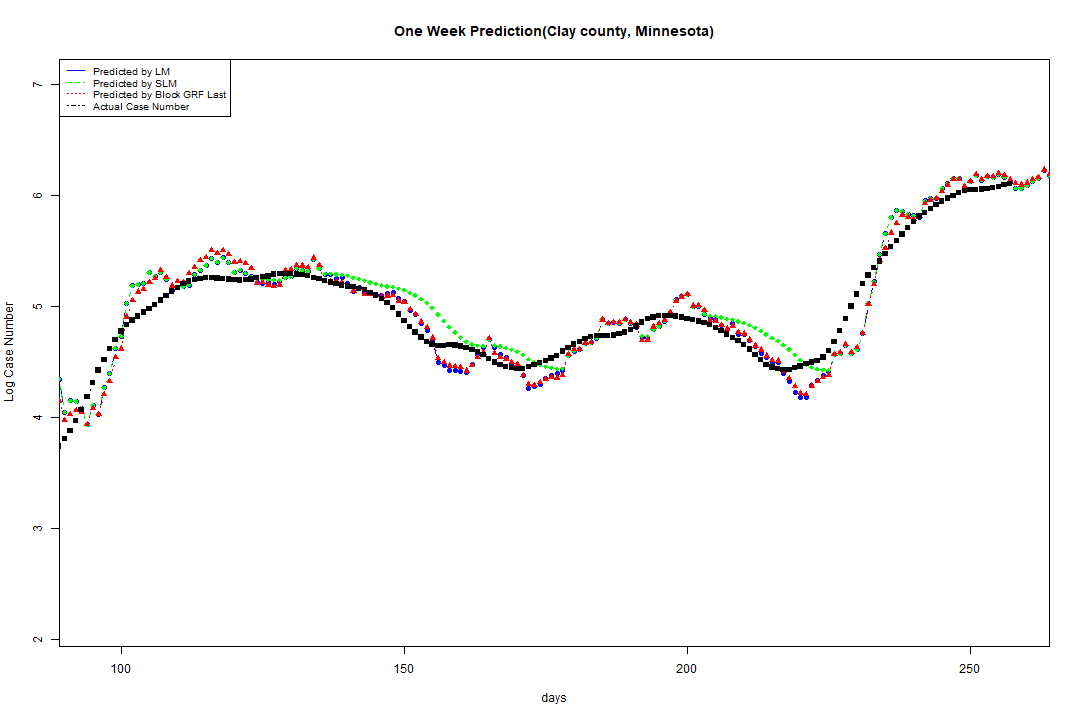 One Week Prediction(Clay county, Minnesota)
Predicted by LM
Predicted by SLM
Predicted by Block GRF Last
Actual Case Number
7
6
5
4
3
2
Log Case Number
100 150 200 250
days